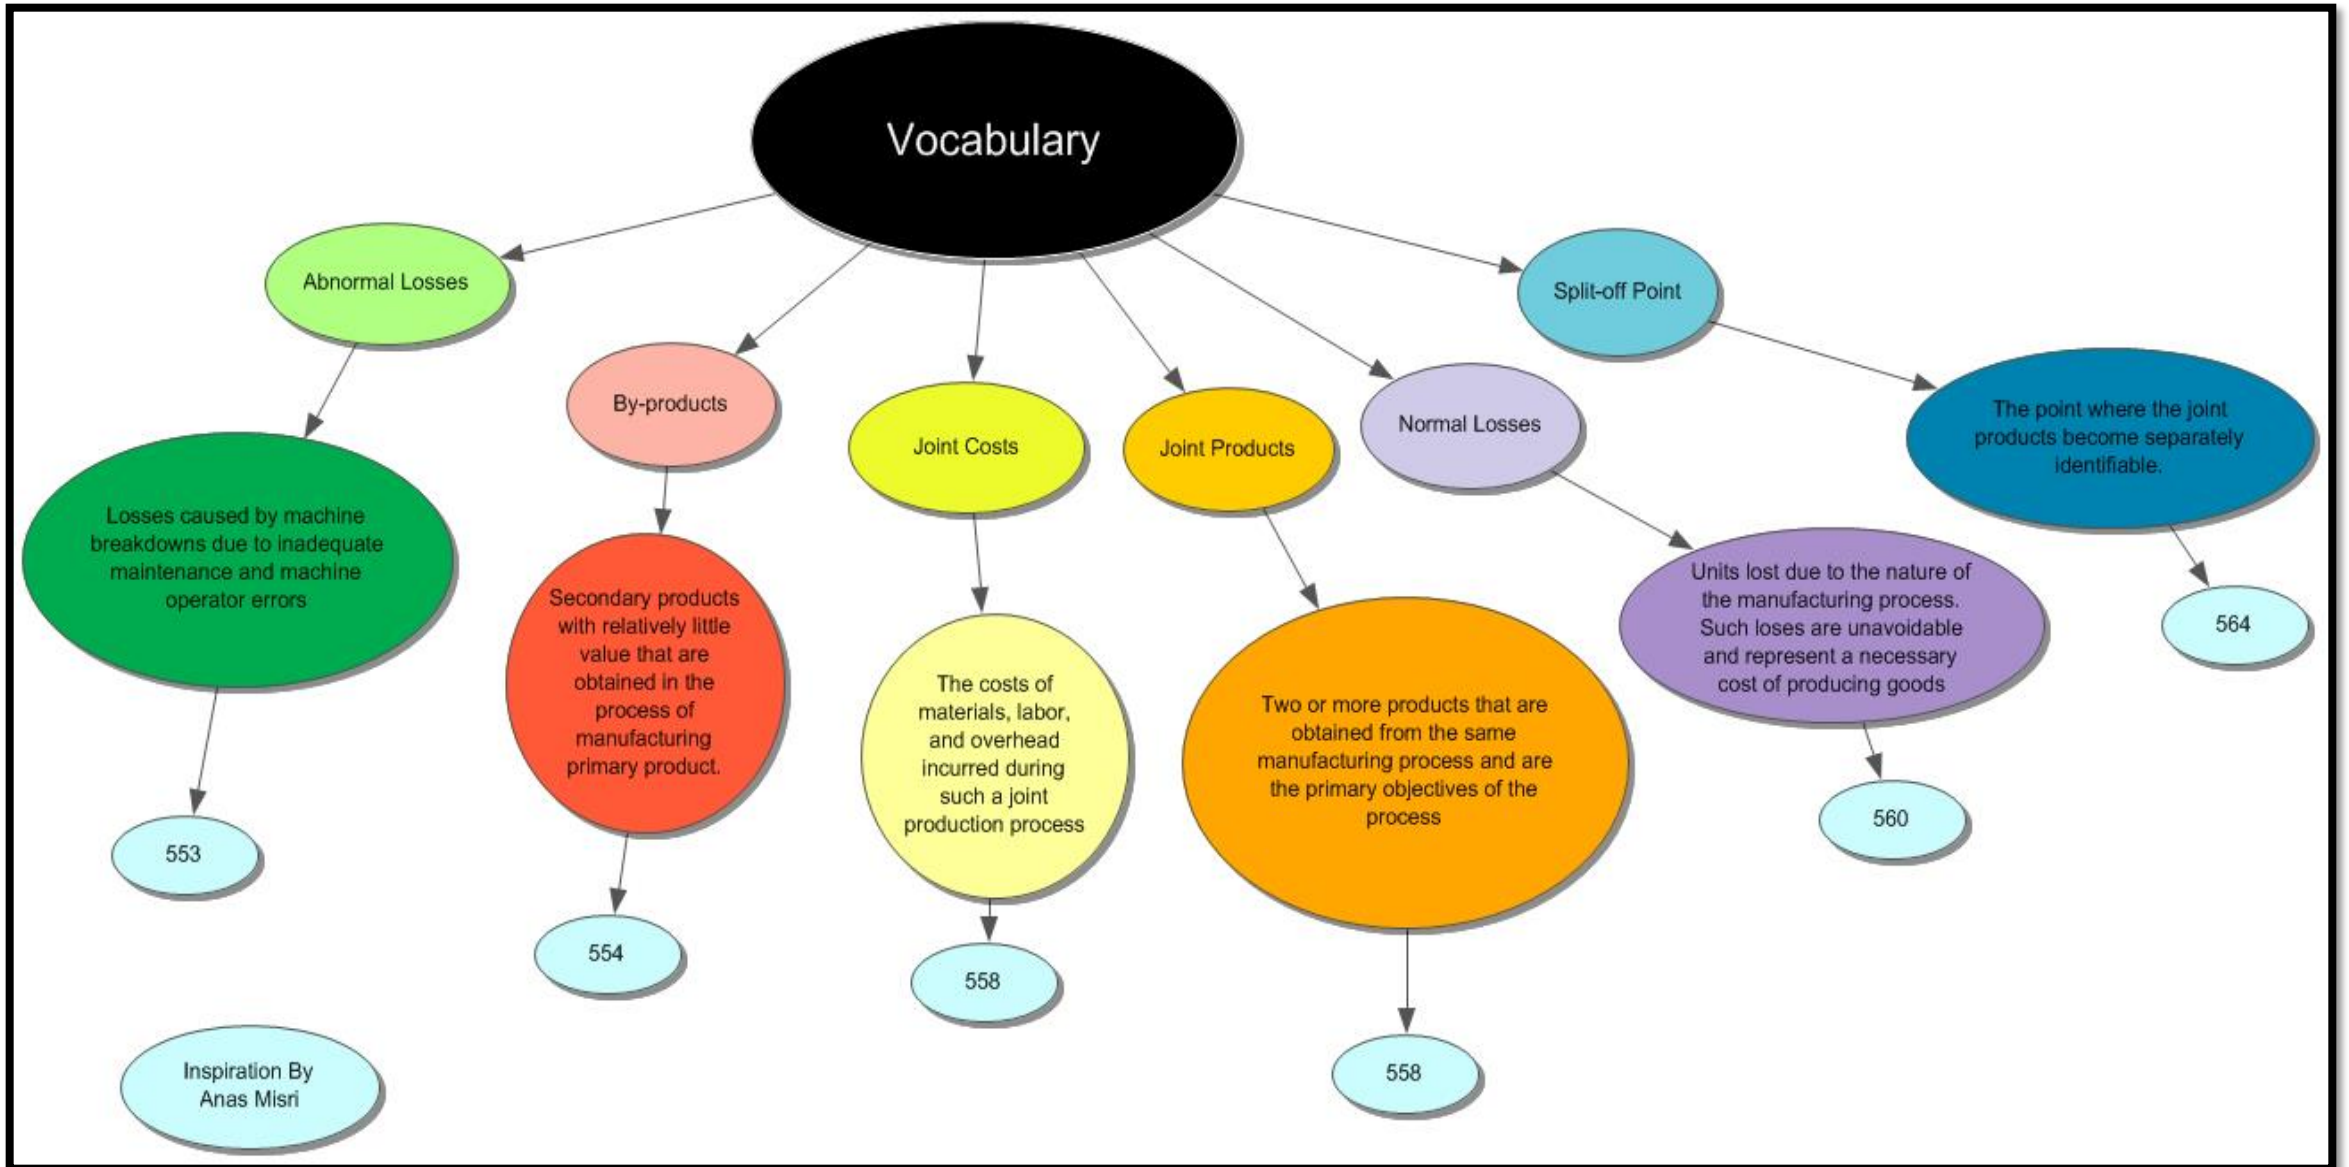 Vocabulary
Abnormal Losses
Losses caused by machine
breakdowns due to inadequate
maintenance and machine
operator errors
553
By-products
Secondary products
with relatively little
value that are
obtained in the
process of
manufacturing
primary product.
554
Joint Costs
The costs of
materials, labor,
and overhead
incurred during
such a joint
production process
558
Joint Products
Two or more products that are
obtained from the same
manufacturing process and are
the primary objectives of the
process
558
Normal Losses
Units lost due to the nature of
the manufacturing process.
Such loses are unavoidable
and represent a necessary
cost of producing goods
560
Split-off Point
The point where the joint
products become separately
identifiable.
564
Inspiration By
Anas Misri